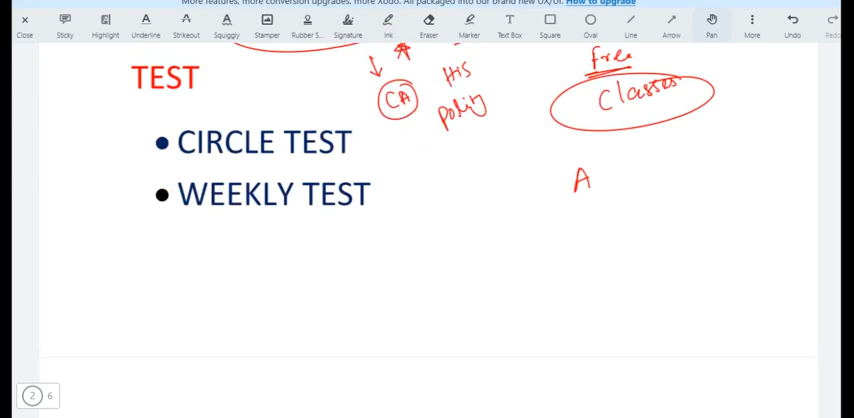 More features, more conversion upgrades, more Xodo. All packaged into our brand new UX/UI. How to upgrade
Close Sticky Highlight Underline Strikeout Squiggly Stamper Signature Ink Rubber S... Eraser Marker Text Box Square Oval Line Arrow Pan More Undo Redo
free
TEST
His
CA
Classes
polity
• CIRCLE TEST
A
• WEEKLY TEST
2 6